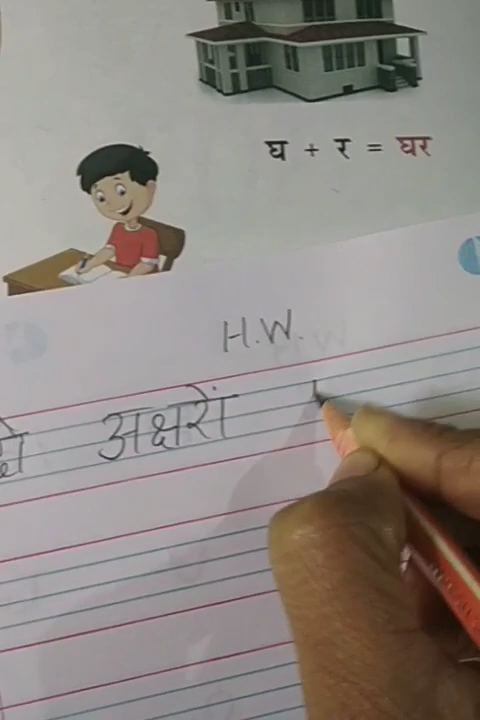 घ + र = घर
H.W.
अक्षरों